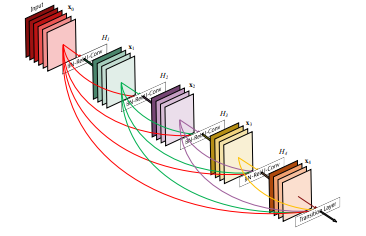 Input
x0
H1
BN-ReLU-Conv
x1
H2
BN-ReLU-Conv
x2
H3
BN-ReLU-Conv
x3
H4
BN-ReLU-Conv
x4
Transition Layer